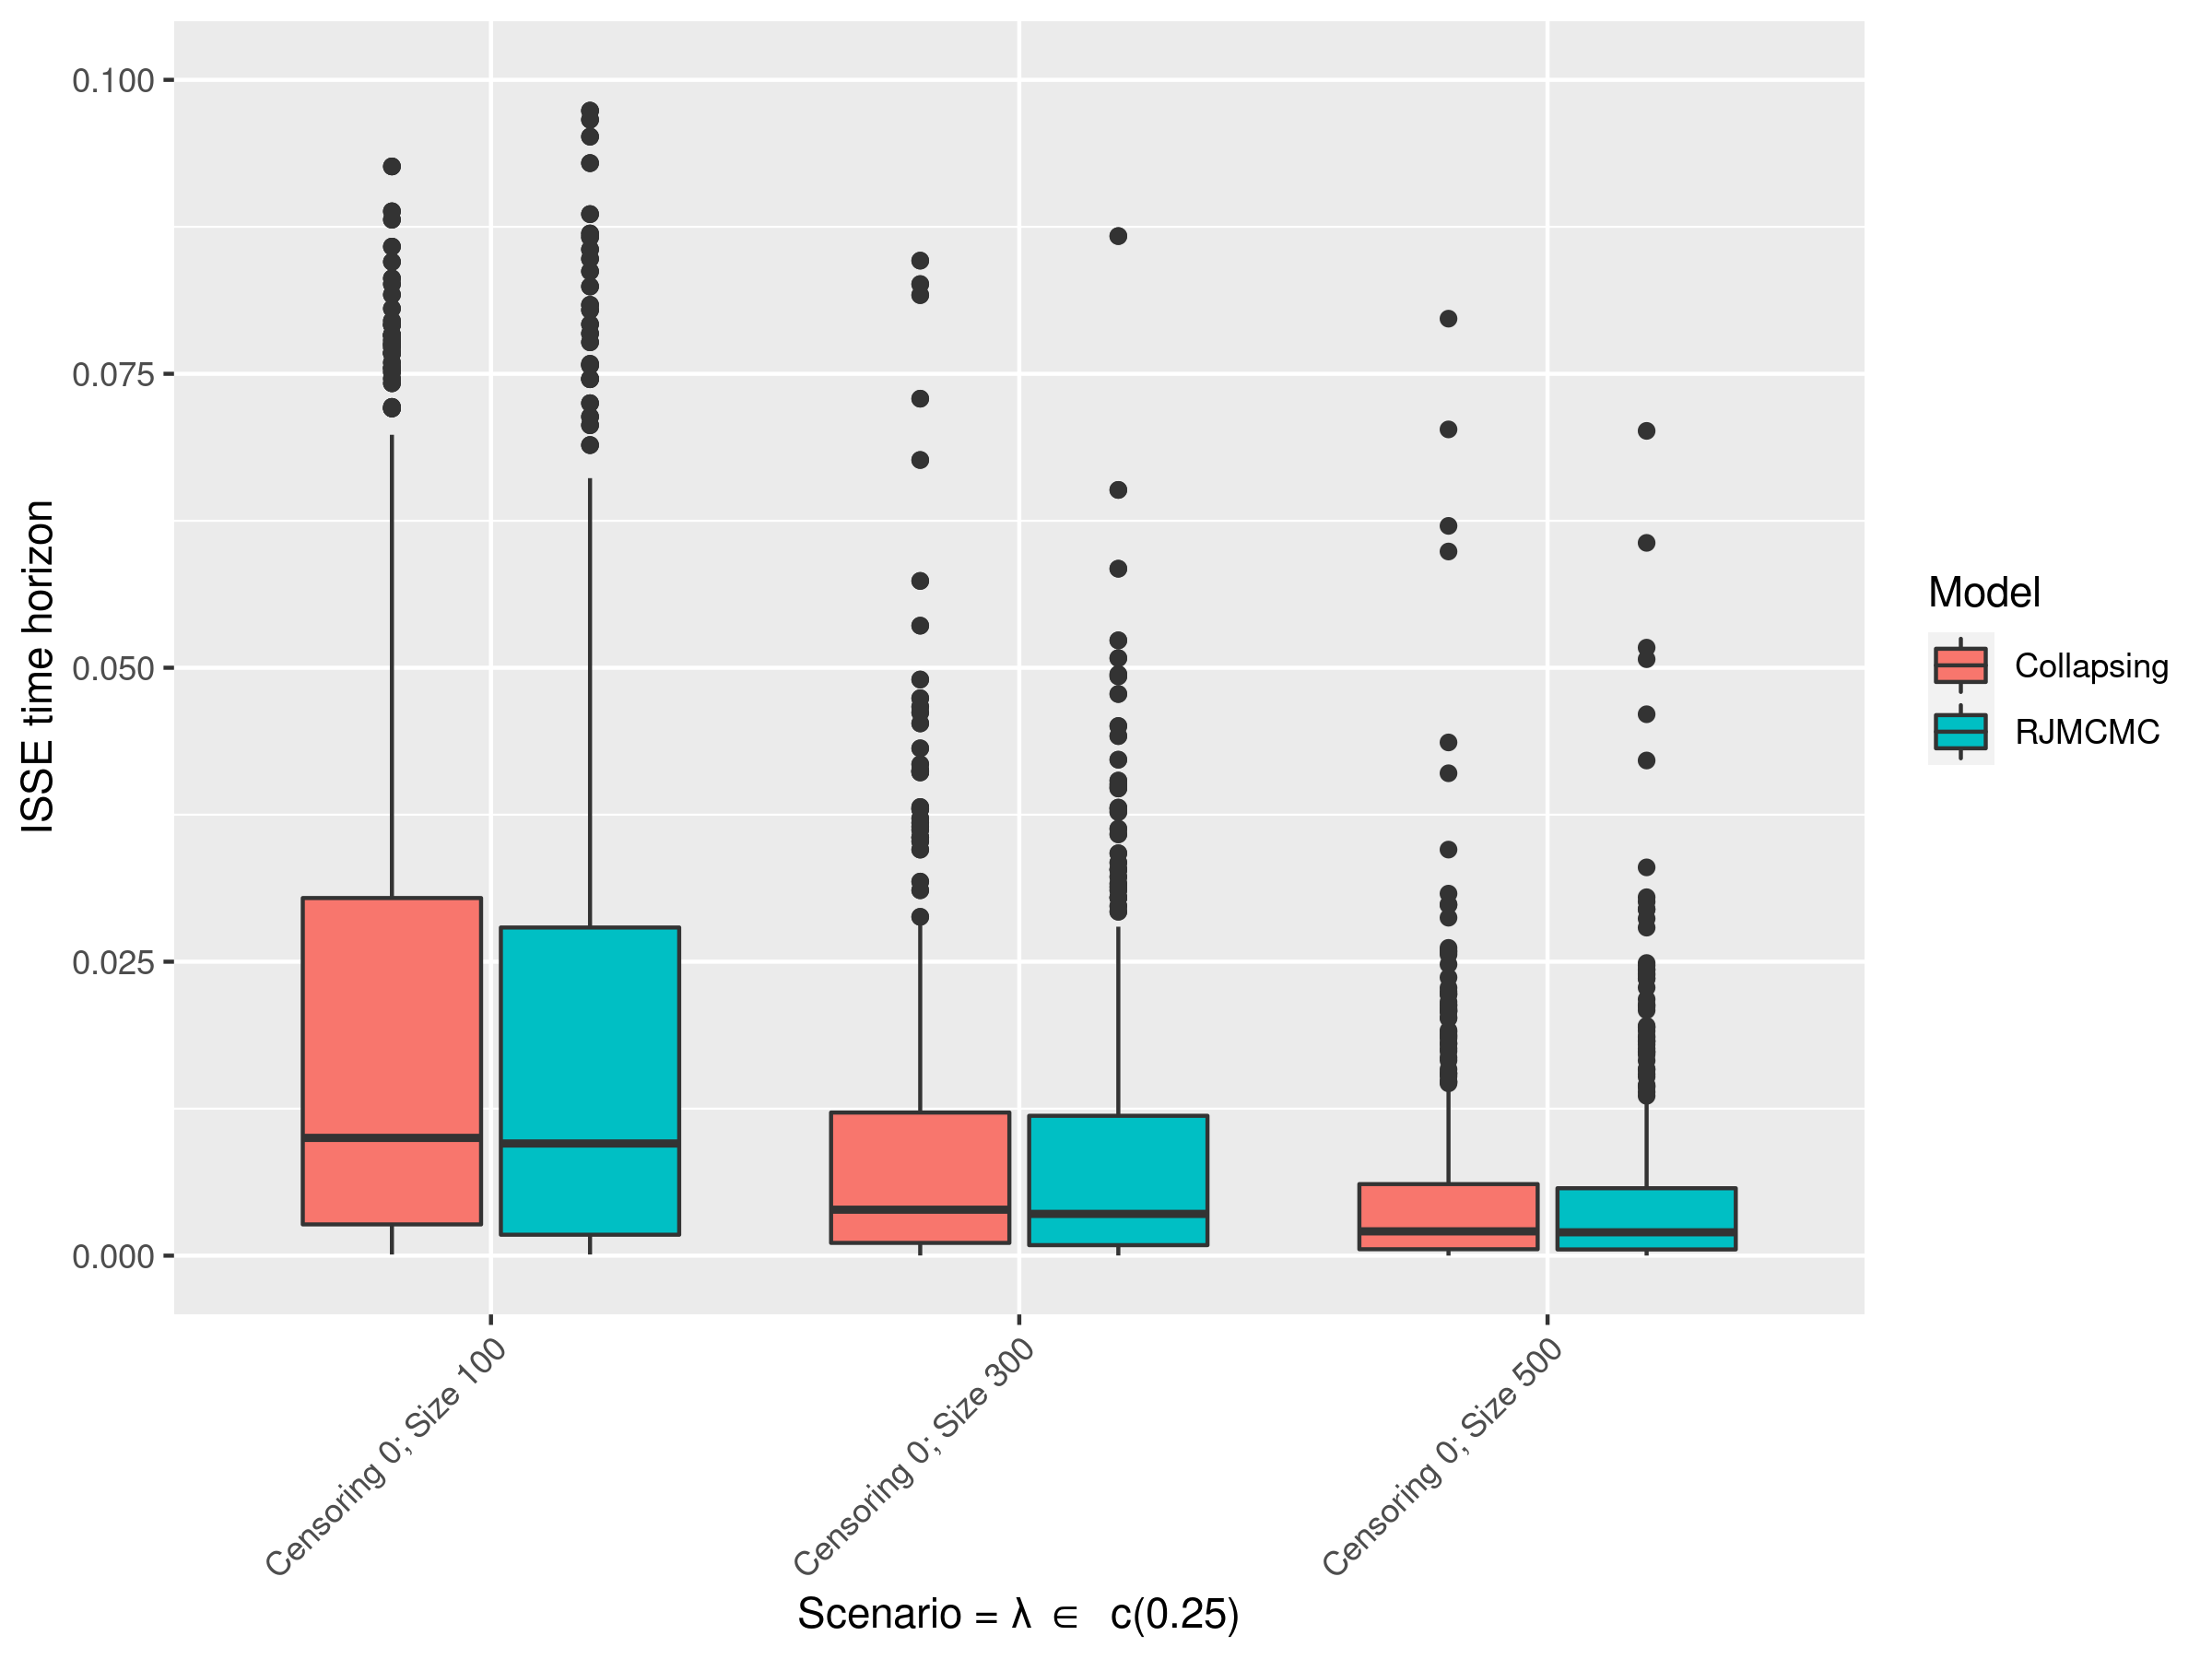 ISSE time horizon
0.100
0.075
0.050
0.025
0.000
Censoring 0; Size 100
Censoring 0; Size 300
Censoring 0; Size 500
Scenario = λ ∈ c(0.25)
Model
Collapsing
RJMCMC